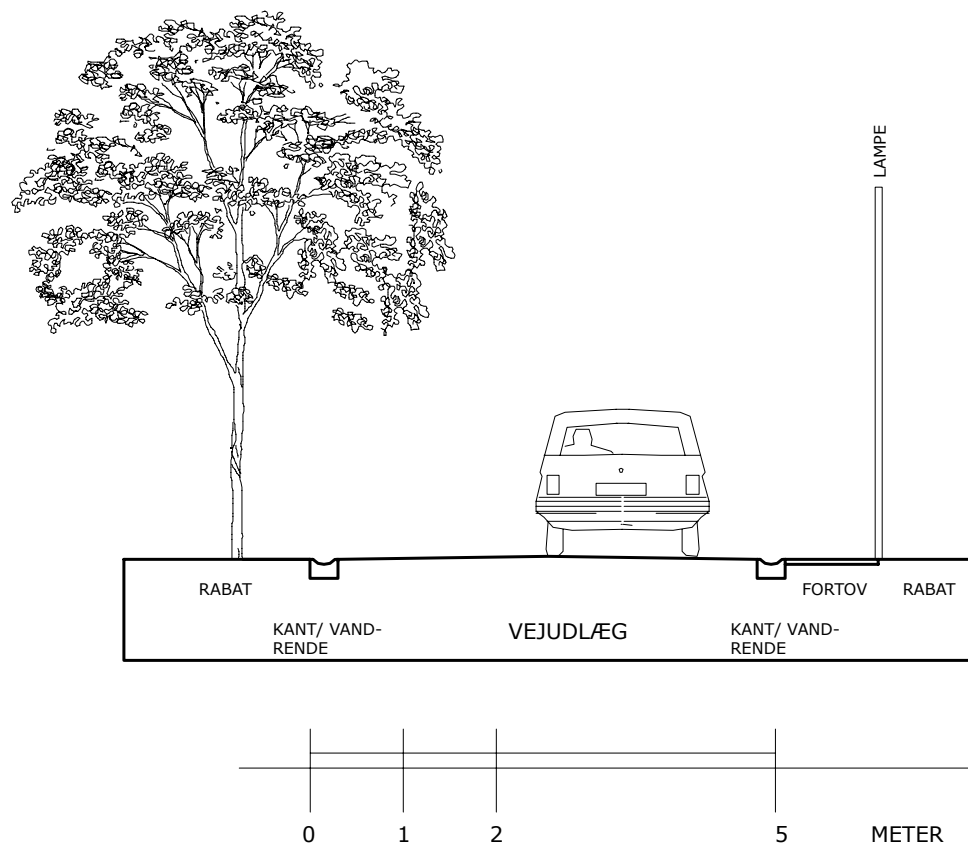 LAMPE
RABAT
FORTOV
RABAT
KANT/ VAND-
RENDE
VEJUDLÆG
KANT/ VAND-
RENDE
0
1
2
5
METER